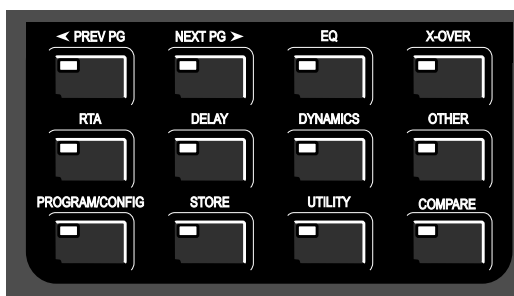 ◄ PREV PG NEXT PG ➤ EQ X-OVER
RTA DELAY DYNAMICS OTHER
PROGRAM/CONFIG STORE UTILITY COMPARE